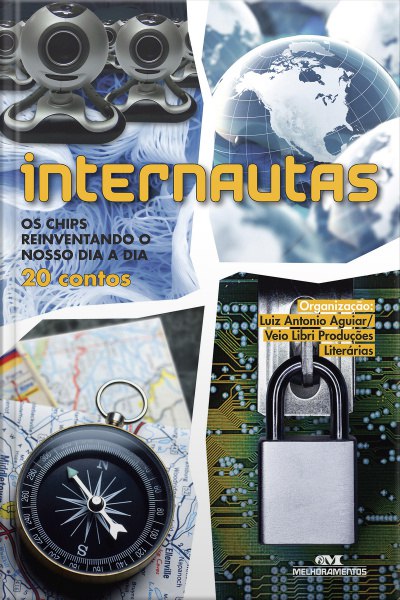 internautas
OS CHIPS
REINVENTANDO O
NOSSO DIA A DIA
20 contos
Organização:
Luiz Antonio Aguiar/
Veio Libri Produções
Literárias
S
MELHORAMENTOS